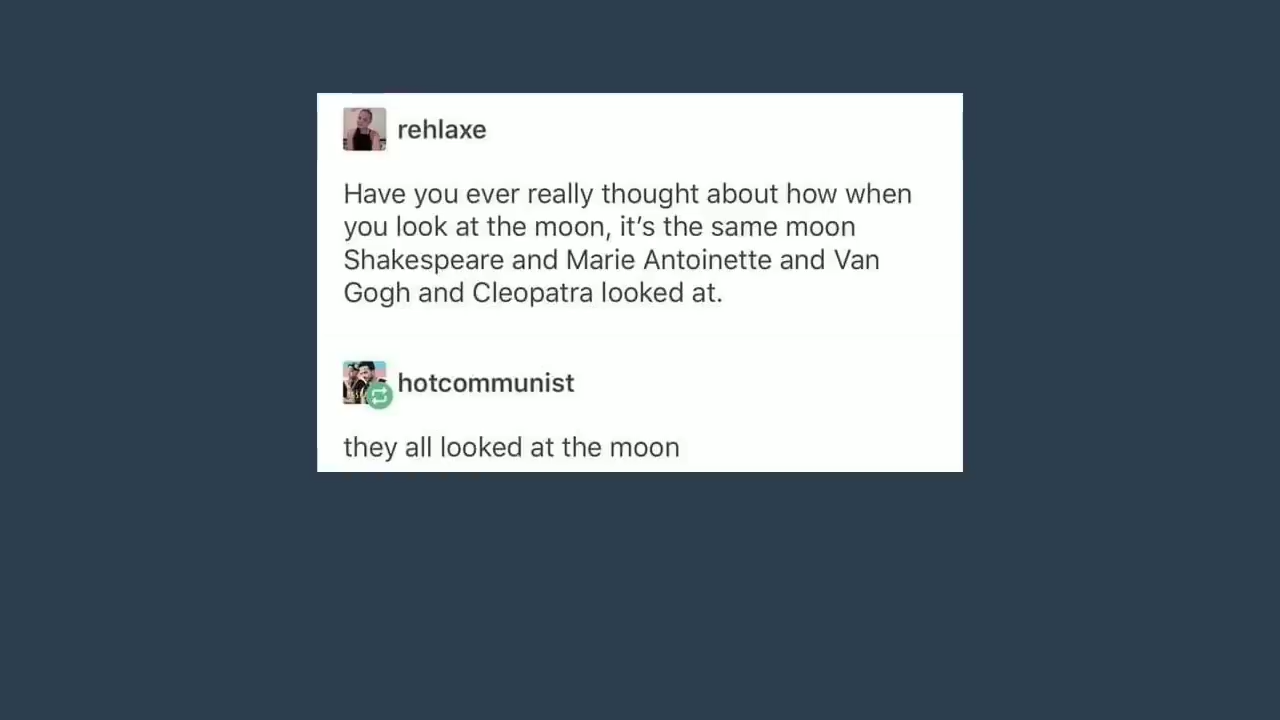 rehlaxe
Have you ever really thought about how when
you look at the moon, it’s the same moon
Shakespeare and Marie Antoinette and Van
Gogh and Cleopatra looked at.
hotcommunist
they all looked at the moon